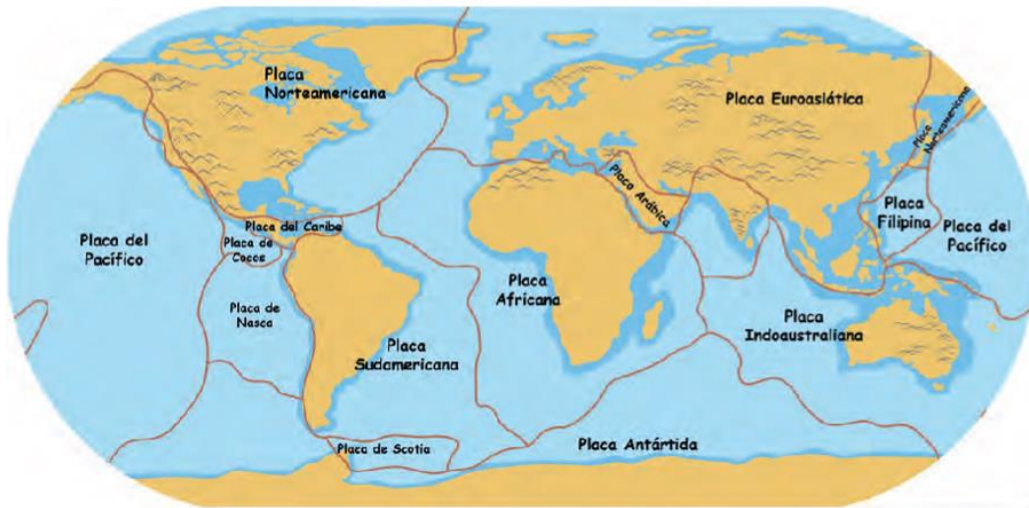 Placa
Norteamericana
Placa Euroasiática
Placa
Norteamericana
Placa Arábica
Placa del Caribe
Placa de
Cocos
Placa
Filipina
Placa del
Pacífico
Placa del
Pacífico
Placa
Africana
Placa de
Nasca
Placa
Indoaustraliana
Placa
Sudamericana
Placa de Scotia
Placa Antártida